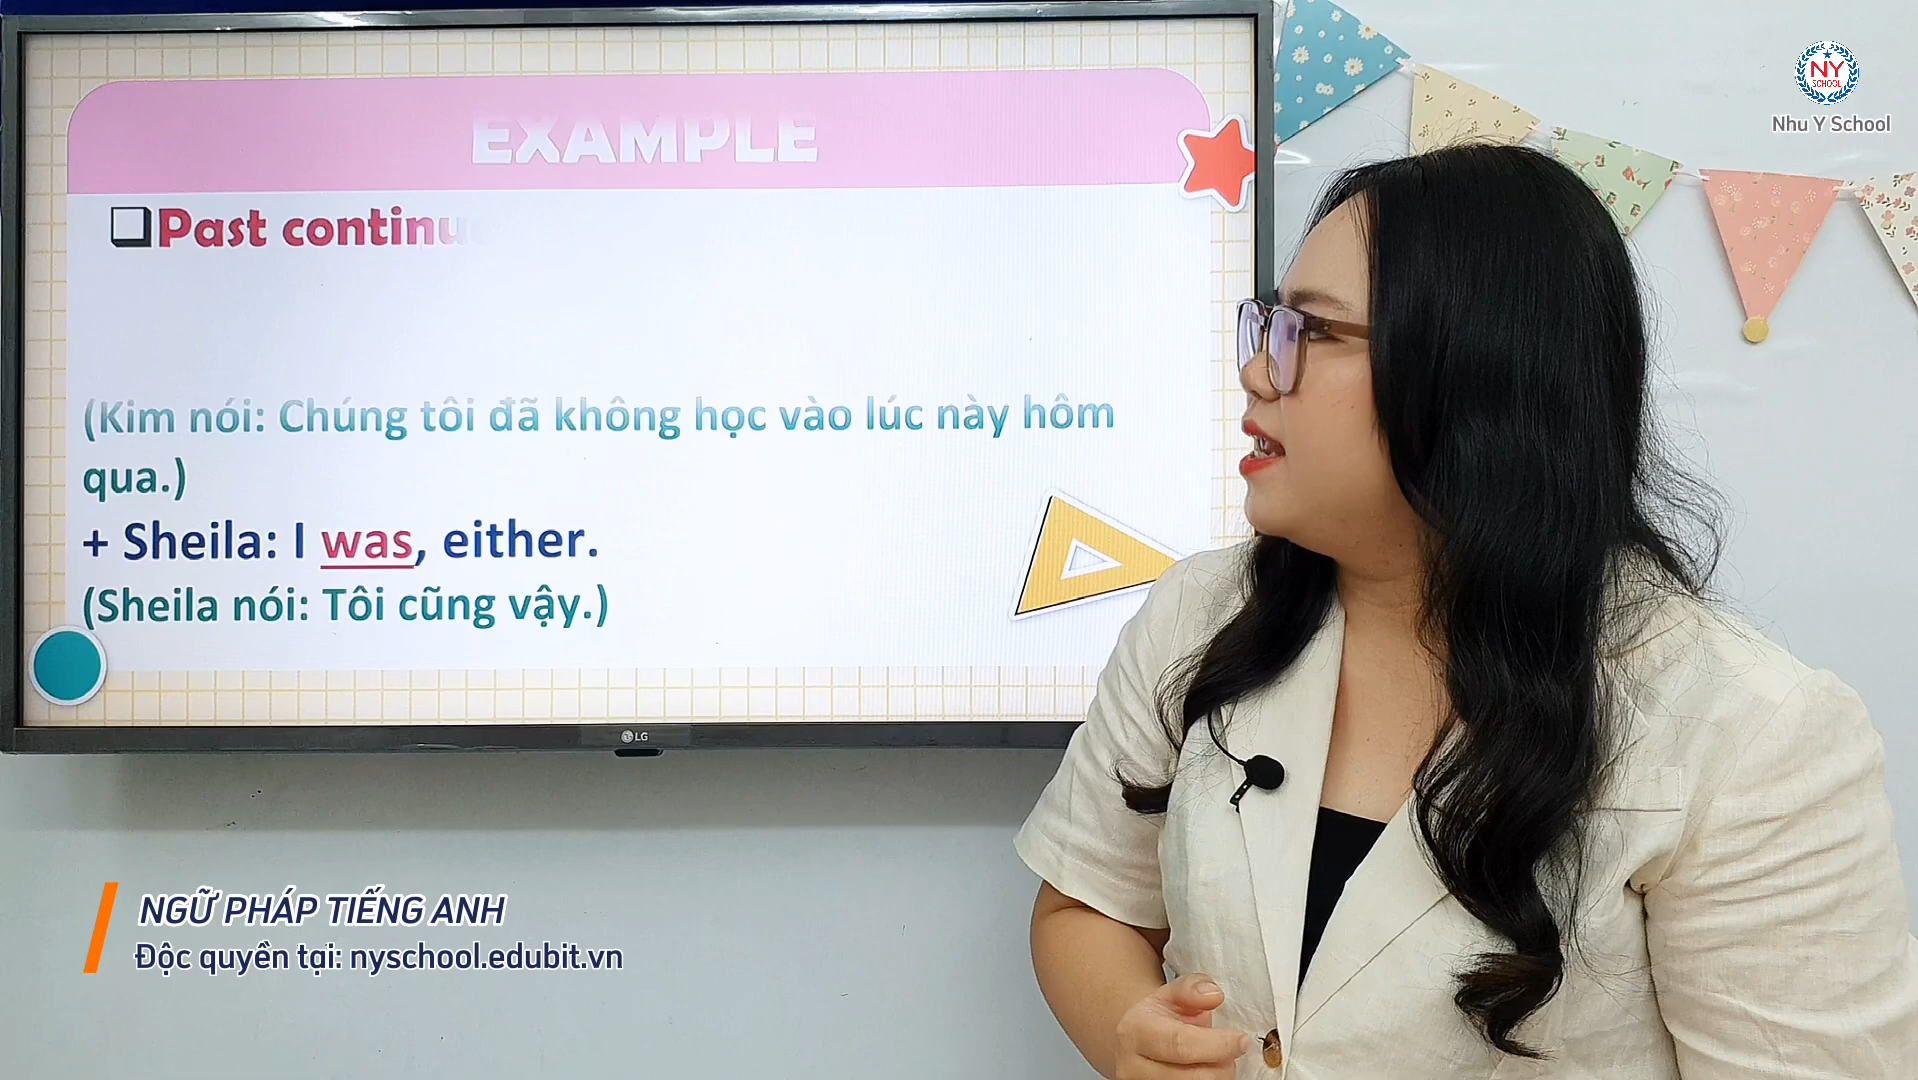 EXAMPLE
Past continu
(Kim nói: Chúng tôi đã không học vào lúc này hôm
qua.)
+ Sheila: I was, either.
(Sheila nói: Tôi cũng vậy.)
LG
NY
SCHOOL
Nhu Y School
NGỮ PHÁP TIẾNG ANH
Độc quyền tại: nyschool.edubit.vn